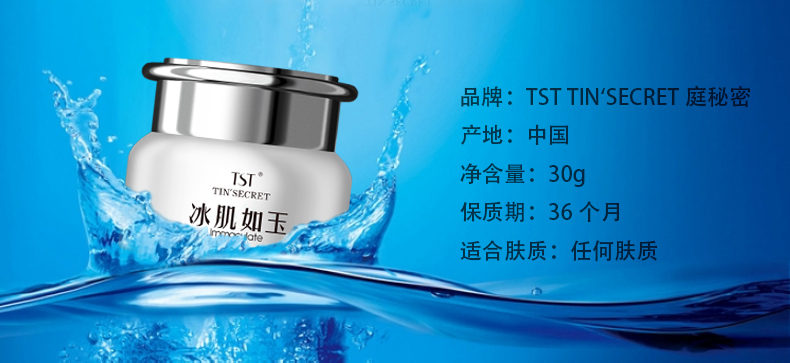 TST®
TIN'SECRET
冰肌如玉
Immaculate
品牌：TST TIN‘SECRET 庭秘密
产地：中国
净含量：30g
保质期：36 个月
适合肤质：任何肤质